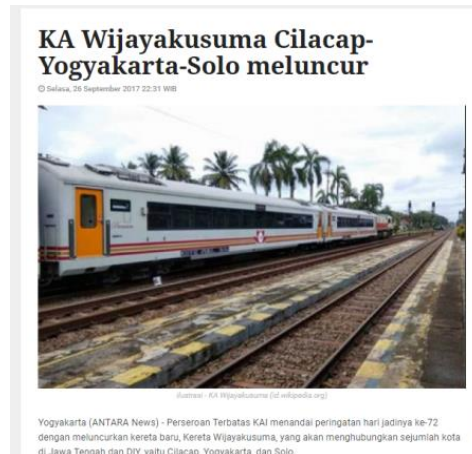 KA Wijayakusuma Cilacap-
Yogyakarta-Solo meluncur
Selasa, 26 September 2017 22:31 WIB
Ilustrasi - KA Wijayakusuma (id.wikipedia.org)
Yogyakarta (ANTARA News) - Perseroan Terbatas KAI menandai peringatan hari jadinya ke-72
dengan meluncurkan kereta baru, Kereta Wijayakusuma, yang akan menghubungkan sejumlah kota
di Jawa Tengah dan DIY, yaitu Cilacap, Yogyakarta, dan Solo.